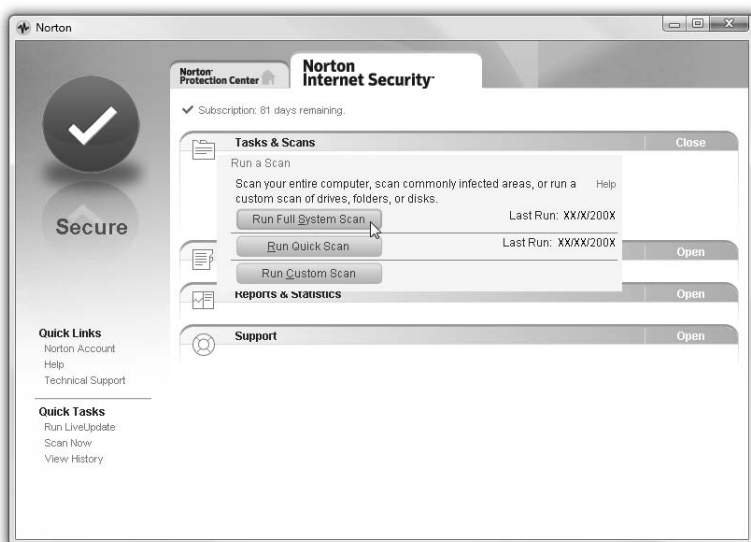 Norton
Norton Protection Center
Norton Internet Security
Subscription: 81 days remaining.
Secure
Tasks & Scans
Close
Run a Scan
Scan your entire computer, scan commonly infected areas, or run a
custom scan of drives, folders, or disks.
Help
Run Full System Scan
Last Run: XX/X/200X
Run Quick Scan
Last Run: XX/XX/200X
Run Custom Scan
Open
Reports & Statistics
Open
Support
Open
Quick Links
Norton Account
Help
Technical Support
Quick Tasks
Run LiveUpdate
Scan Now
View History